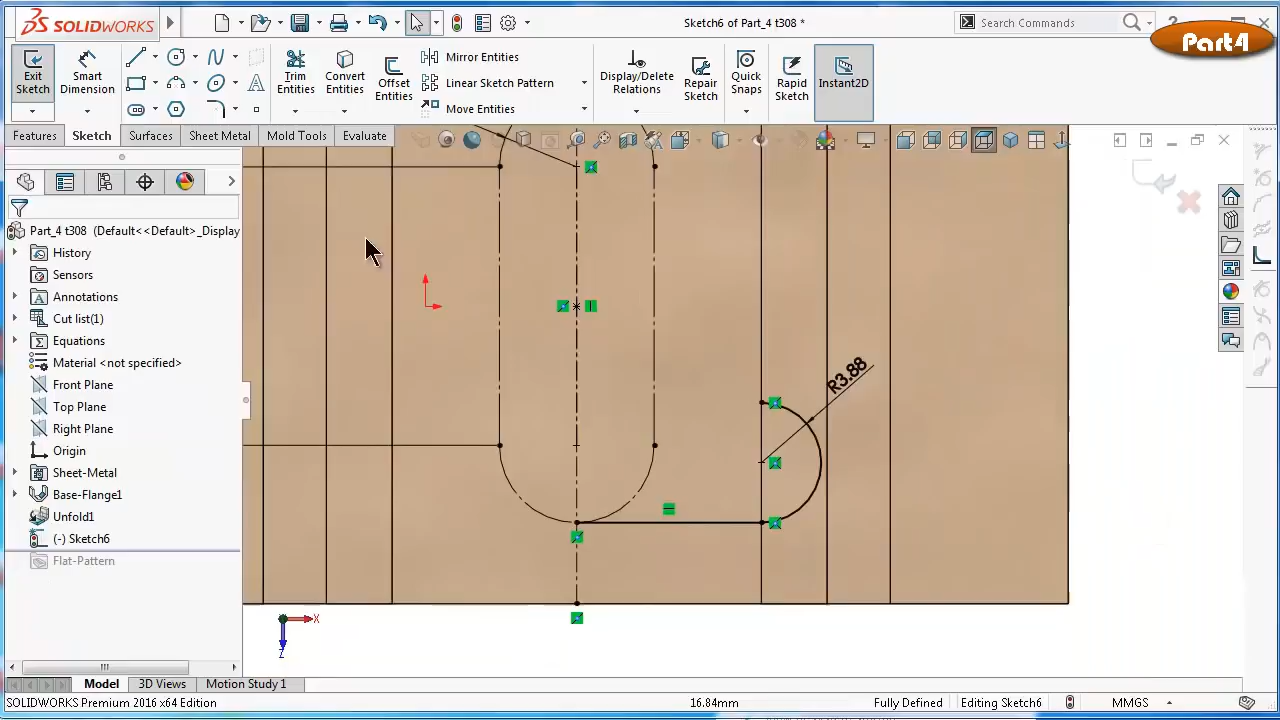 SOLIDWORKS
Sketch6 of Part_4 t308 *
Search Commands
?
Part4
Exit Sketch
Smart Dimension
Trim Entities
Convert Entities
Offset Entities
Mirror Entities
Linear Sketch Pattern
Move Entities
Display/Delete Relations
Repair Sketch
Quick Snaps
Rapid Sketch
Instant2D
Features
Sketch
Surfaces
Sheet Metal
Mold Tools
Evaluate
Part_4 t308 (Default<<Default>_Display
History
Sensors
Annotations
Cut list(1)
Equations
Material <not specified>
Front Plane
Top Plane
Right Plane
Origin
Sheet-Metal
Base-Flange1
Unfold1
(-) Sketch6
Flat-Pattern
R3.88
X
Z
Model
3D Views
Motion Study 1
SOLIDWORKS Premium 2016 x64 Edition
16.84mm
Fully Defined
Editing Sketch6
MMGS